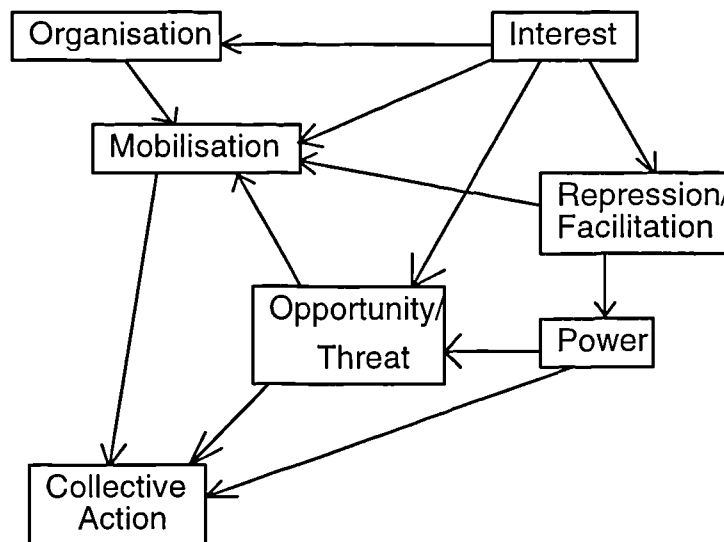 Organisation
Interest
Mobilisation
Repression/
Facilitation
Opportunity/
Threat
Power
Collective
Action